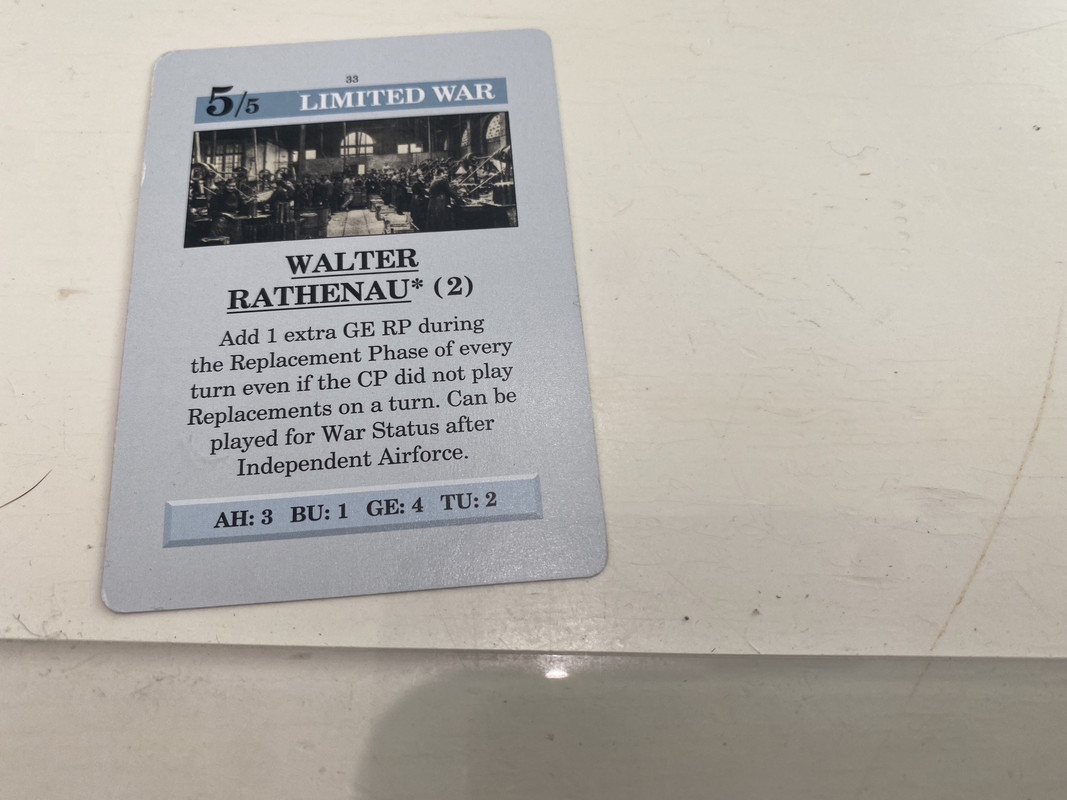 33
5/5 LIMITED WAR
WALTER
RATHENAU* (2)
Add 1 extra GE RP during
the Replacement Phase of every
turn even if the CP did not play
Replacements on a turn. Can be
played for War Status after
Independent Airforce.
AH: 3 BU: 1 GE: 4 TU: 2